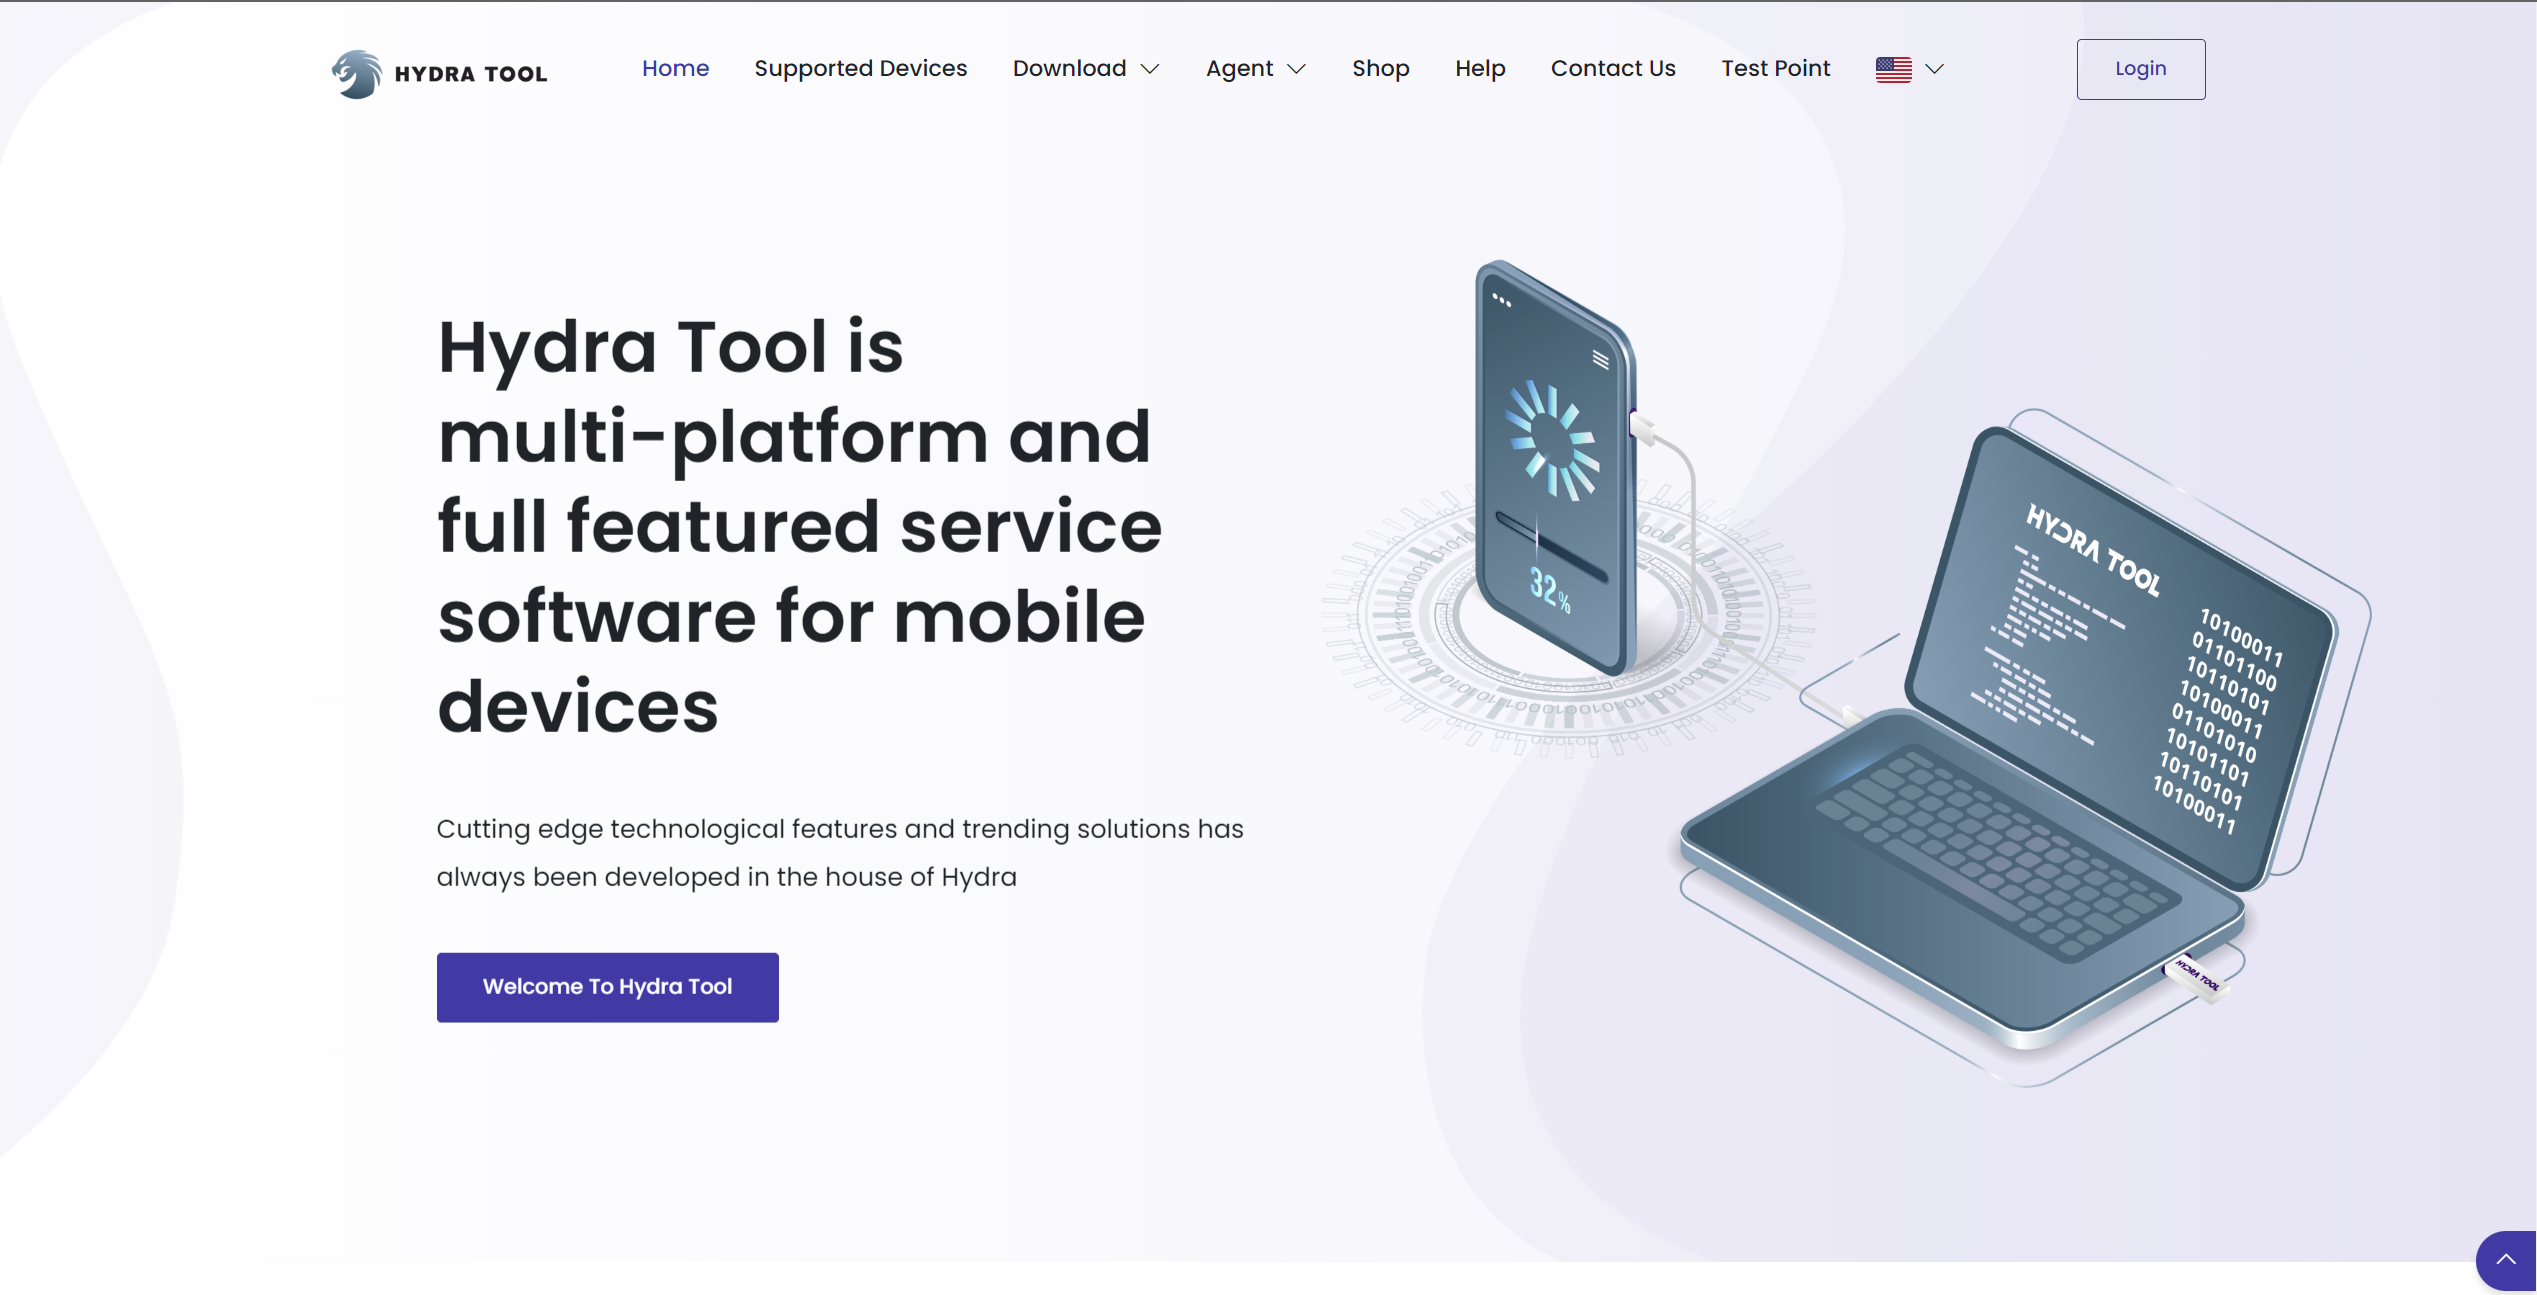 HYDRA TOOL
Home
Supported Devices
Download
Agent
Shop
Help
Contact Us
Test Point
Login
Hydra Tool is
multi-platform and
full featured service
software for mobile
devices
Cutting edge technological features and trending solutions has
always been developed in the house of Hydra
Welcome To Hydra Tool
32%
HYDRA TOOL
10100011
01101100
10110101
10100011
01101010
10101101
10110101
10100011
HYDRA TOOL